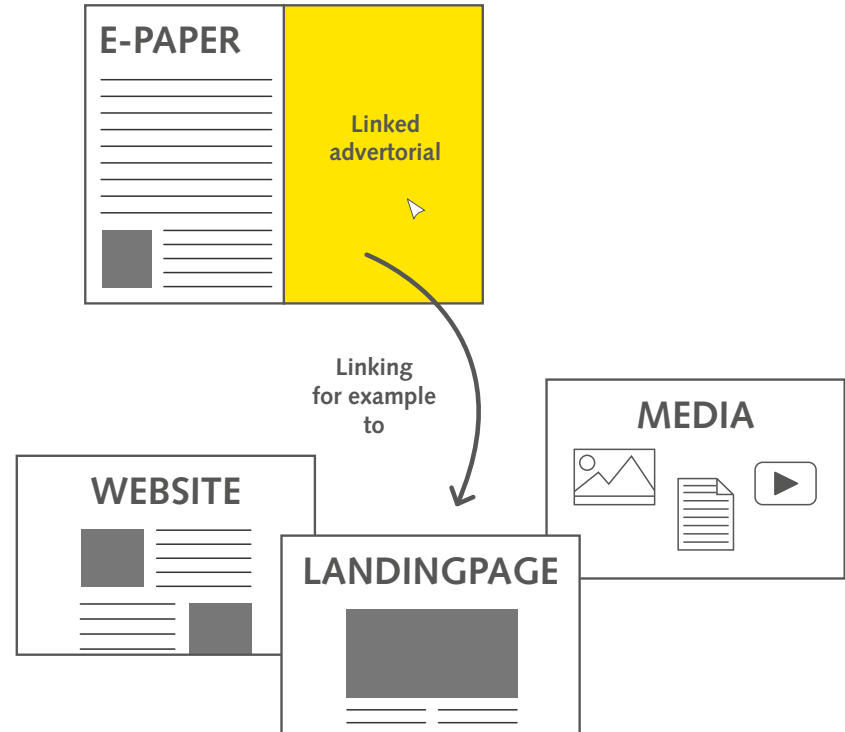 E-PAPER
Linked
advertorial
Linking
for example
to
MEDIA
WEBSITE
LANDINGPAGE